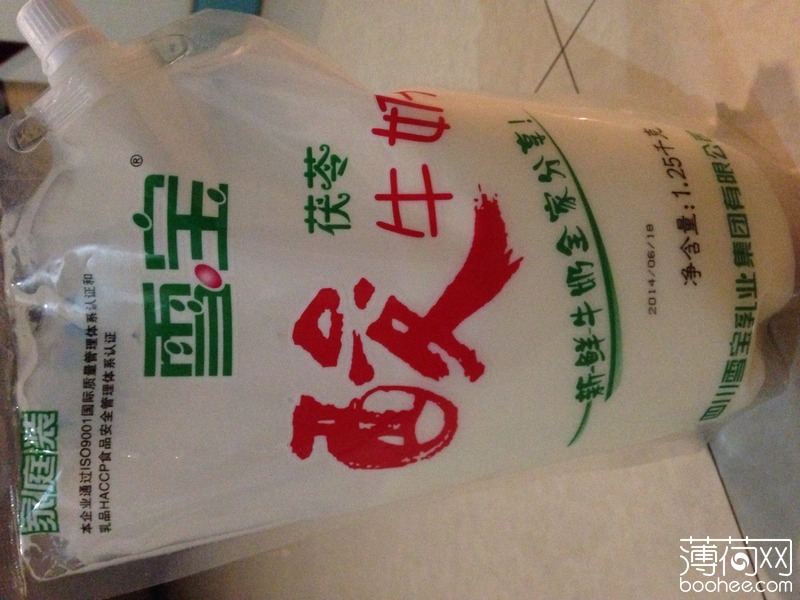 家庭装
本企业通过ISO9001国际质量管理体系认证和
乳品HACCP食品安全管理体系认证
雪宝®
茯苓
酸牛奶
新鲜牛奶全家分享!
2014/06/18
净含量:1.25千克
四川雪宝乳业集团有限公司
薄荷网
boohee.com